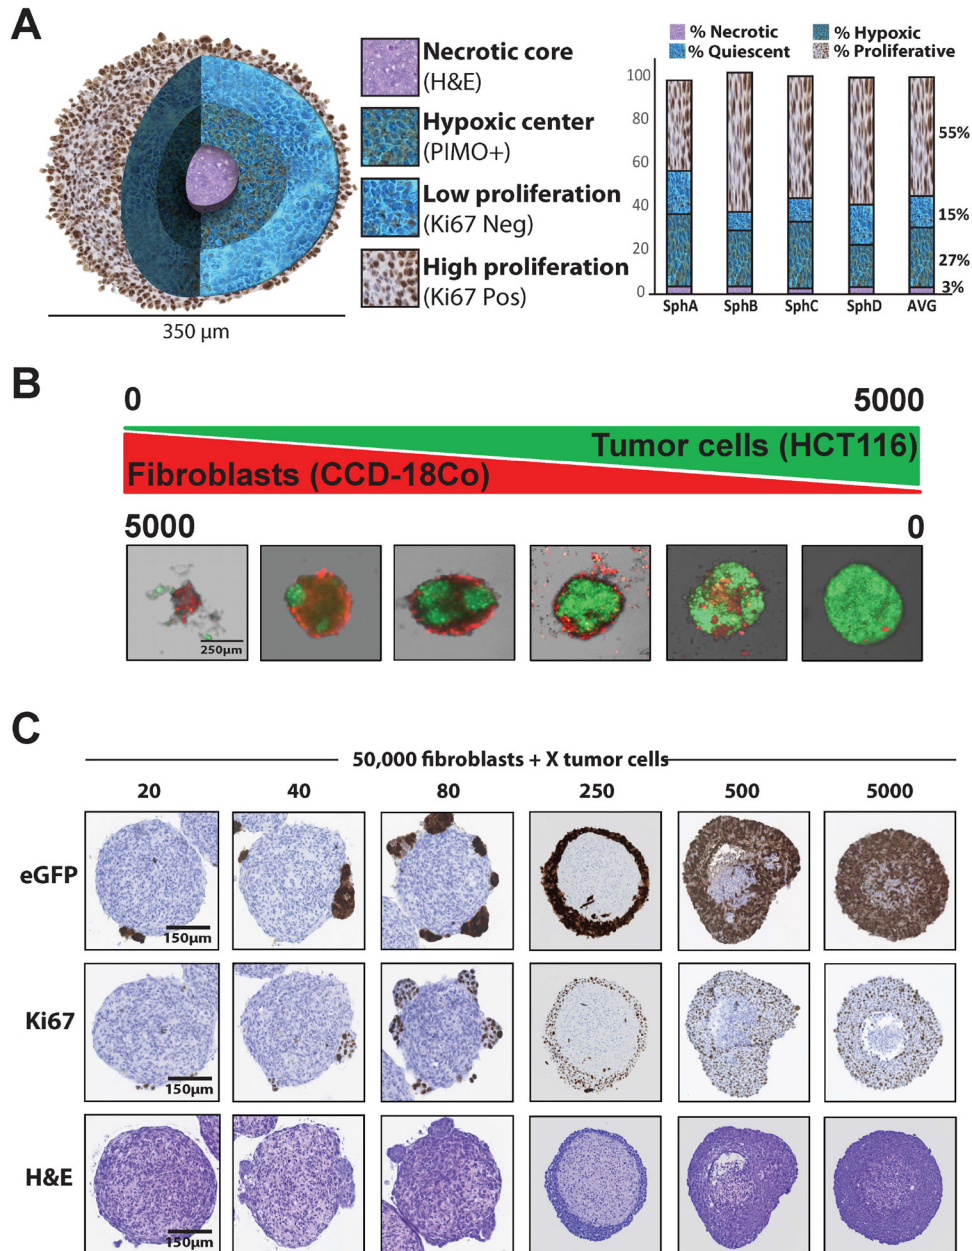 A
Necrotic core
(H&E)
Hypoxic center
(PIMO+)
Low proliferation
(Ki67 Neg)
High proliferation
(Ki67 Pos)
350 µm
% Necrotic
% Hypoxic
% Quiescent
% Proliferative
100
80
60
40
20
0
55%
15%
27%
3%
SphA
SphB
SphC
SphD
AVG
B
0
5000
Tumor cells (HCT116)
Fibroblasts (CCD-18Co)
5000
0
250µm
C
50,000 fibroblasts + X tumor cells
20
40
80
250
500
5000
eGFP
150µm
Ki67
150µm
H&E
150µm